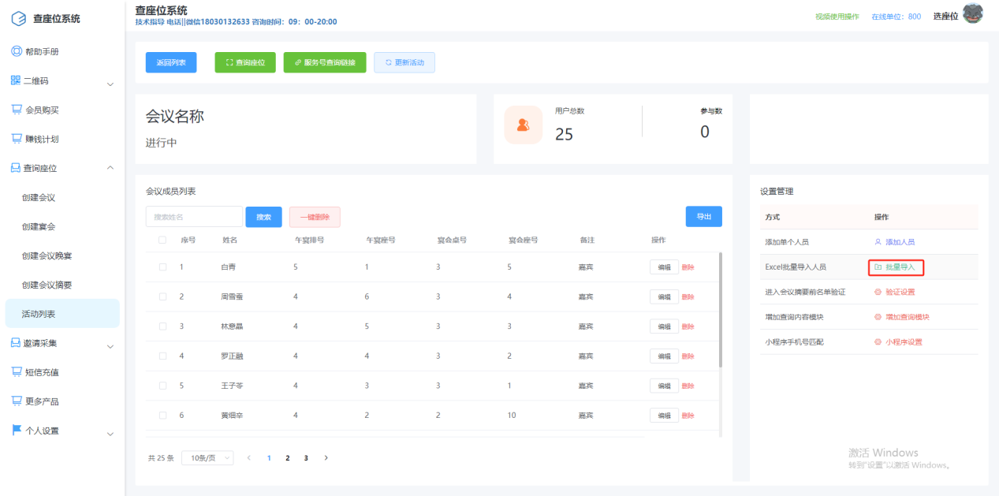 查座位系统
帮助手册
二维码
会员购买
赚钱计划
查询座位
创建会议
创建宴会
创建会议晚宴
创建会议摘要
活动列表
邀请采集
短信充值
更多产品
个人设置
查座位系统
技术指导 电话||微信18030132633 咨询时间：09：00-20:00
视频使用操作 在线单位：800 选座位
返回列表 查询座位 服务号查询链接 更新活动
会议名称
进行中
用户总数
25
参与数
0
会议成员列表
搜索姓名 搜索 一键删除 导出
序号 姓名 午宴排号 午宴座号 宴会桌号 宴会座号 备注 操作
1 白青 5 1 3 5 嘉宾 编辑 删除
2 周雪萤 4 6 3 4 嘉宾 编辑 删除
3 林意晶 4 5 3 3 嘉宾 编辑 删除
4 罗正融 4 4 3 2 嘉宾 编辑 删除
5 王子苓 4 3 3 1 嘉宾 编辑 删除
6 黄细辛 4 2 2 10 嘉宾 编辑 删除
共 25 条 10条/页 1 2 3
设置管理
方式 操作
添加单个人员 添加人员
Excel批量导入人员 批量导入
进入会议摘要前名单验证 验证设置
增加查询内容模块 增加查询模块
小程序手机号匹配 小程序设置
激活 Windows
转到"设置"以激活 Windows。